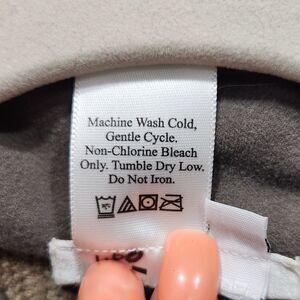 Machine Wash Cold,
Gentle Cycle.
Non-Chlorine Bleach
Only. Tumble Dry Low.
Do Not Iron.